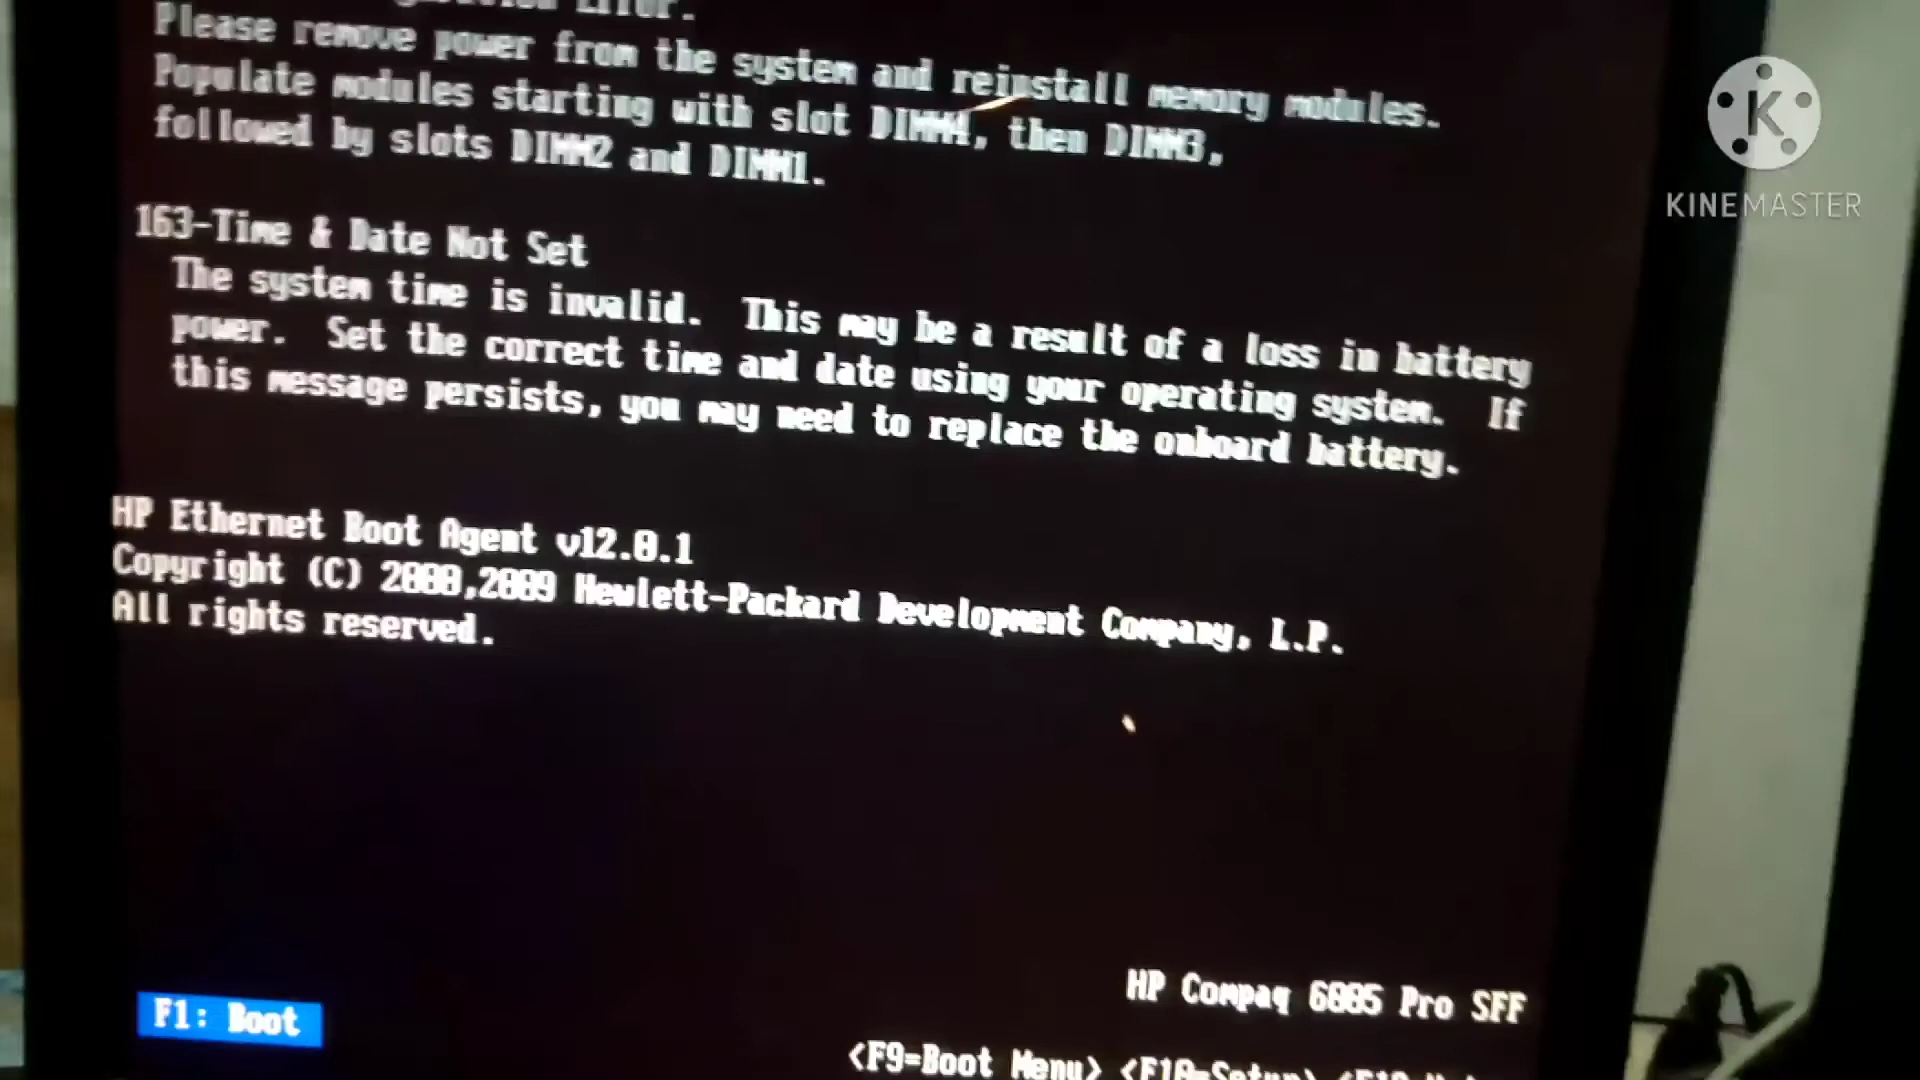 Please remove power from the system and reinstall memory modules.
Populate modules starting with slot DIMM4, then DIMM3,
followed by slots DIMM2 and DIMM1.
163-Time & Date Not Set
The system time is invalid. This may be a result of a loss in battery
power. Set the correct time and date using your operating system. If
this message persists, you may need to replace the onboard battery.
HP Ethernet Boot Agent v12.0.1
Copyright (C) 2000,2009 Hewlett-Packard Development Company, L.P.
All rights reserved.
HP Compaq 6005 Pro SFF
F1: Boot
<F9=Boot Menu> <F10=Setup>
K
KINEMASTER